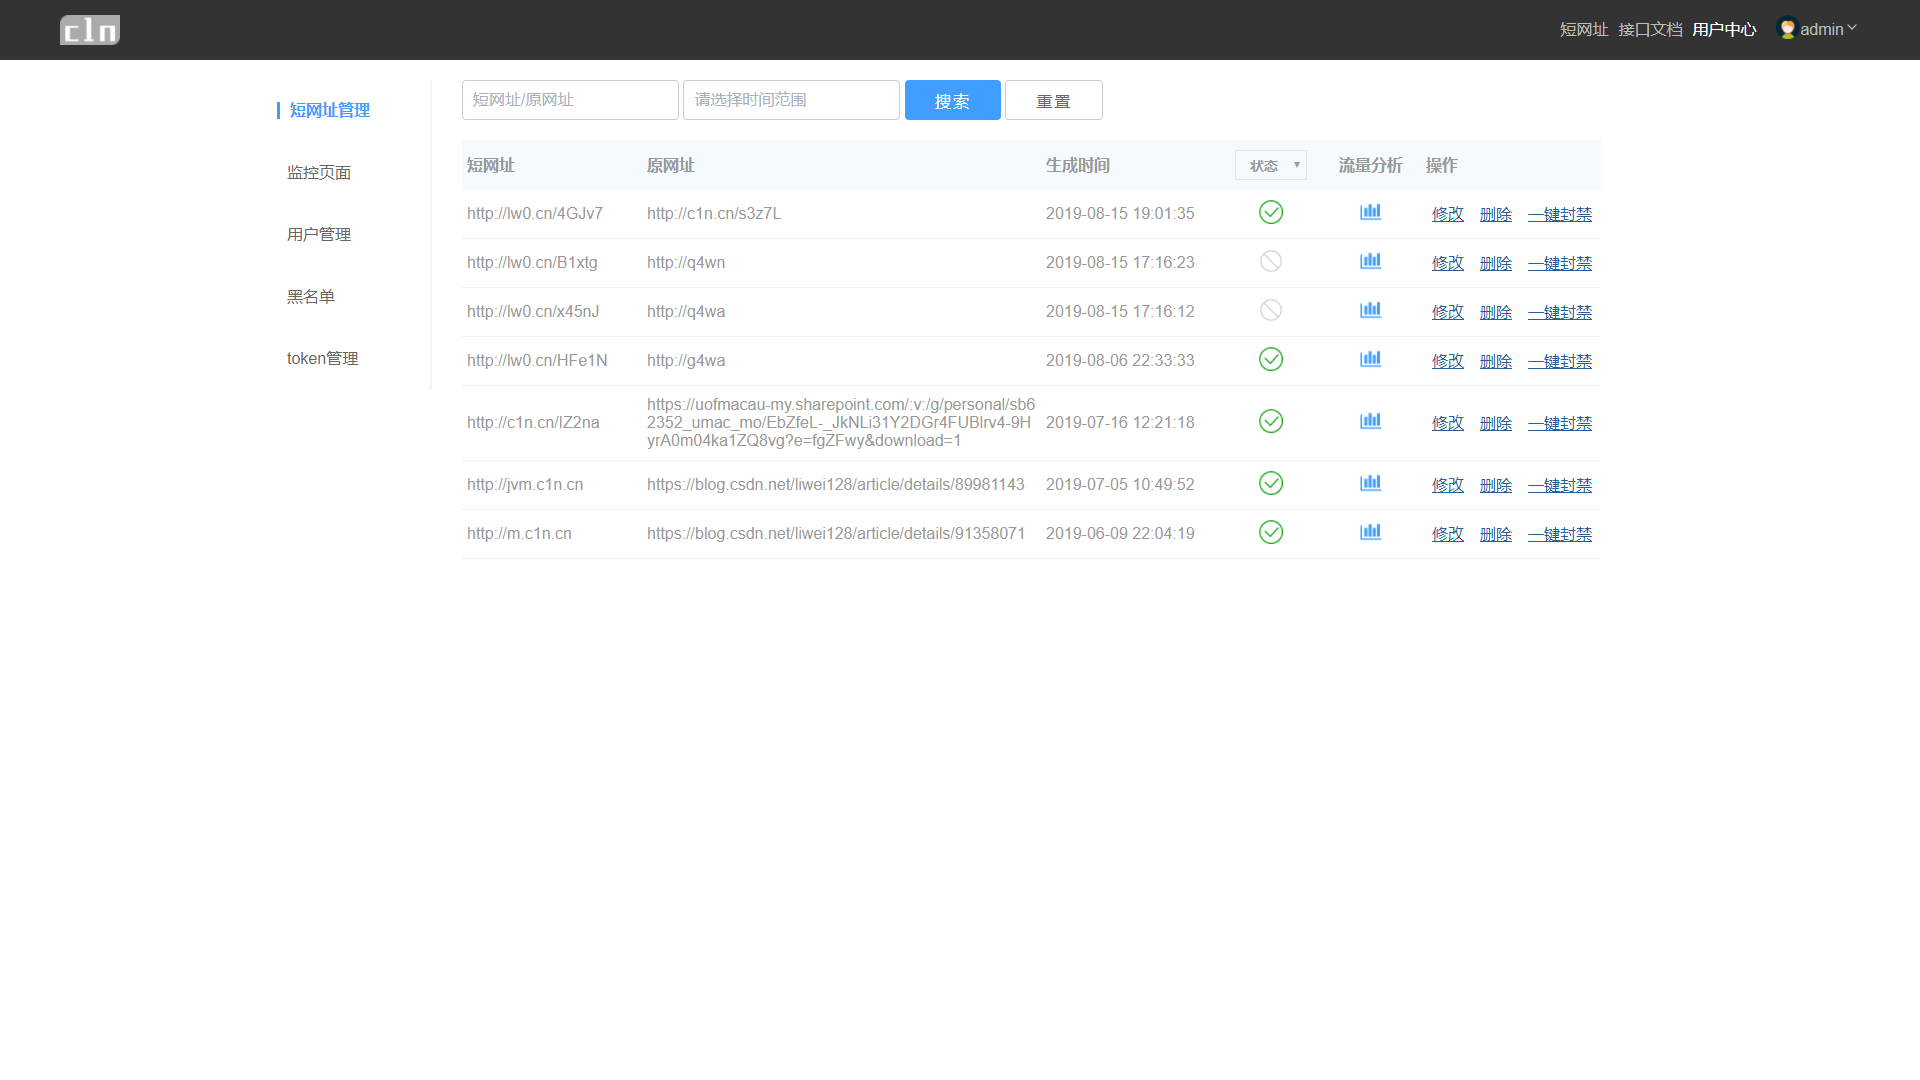 c1n
短网址 接口文档 用户中心 admin
短网址管理
监控页面
用户管理
黑名单
token管理
短网址/原网址 请选择时间范围 搜索 重置
短网址 原网址 生成时间 状态 流量分析 操作
http://lw0.cn/4GJv7 http://c1n.cn/s3z7L 2019-08-15 19:01:35 修改 删除 一键封禁
http://lw0.cn/B1xtg http://q4wn 2019-08-15 17:16:23 修改 删除 一键封禁
http://lw0.cn/x45nJ http://q4wa 2019-08-15 17:16:12 修改 删除 一键封禁
http://lw0.cn/HFe1N http://g4wa 2019-08-06 22:33:33 修改 删除 一键封禁
https://uofmacau-my.sharepoint.com/:v:/g/personal/sb6
http://c1n.cn/lZ2na 2352_umac_mo/EbZfeL-_JkNLi31Y2DGr4FUBlrv4-9H 2019-07-16 12:21:18 修改 删除 一键封禁
yrA0m04ka1ZQ8vg?e=fgZFwy&download=1
http://jvm.c1n.cn https://blog.csdn.net/liwei128/article/details/89981143 2019-07-05 10:49:52 修改 删除 一键封禁
http://m.c1n.cn https://blog.csdn.net/liwei128/article/details/91358071 2019-06-09 22:04:19 修改 删除 一键封禁